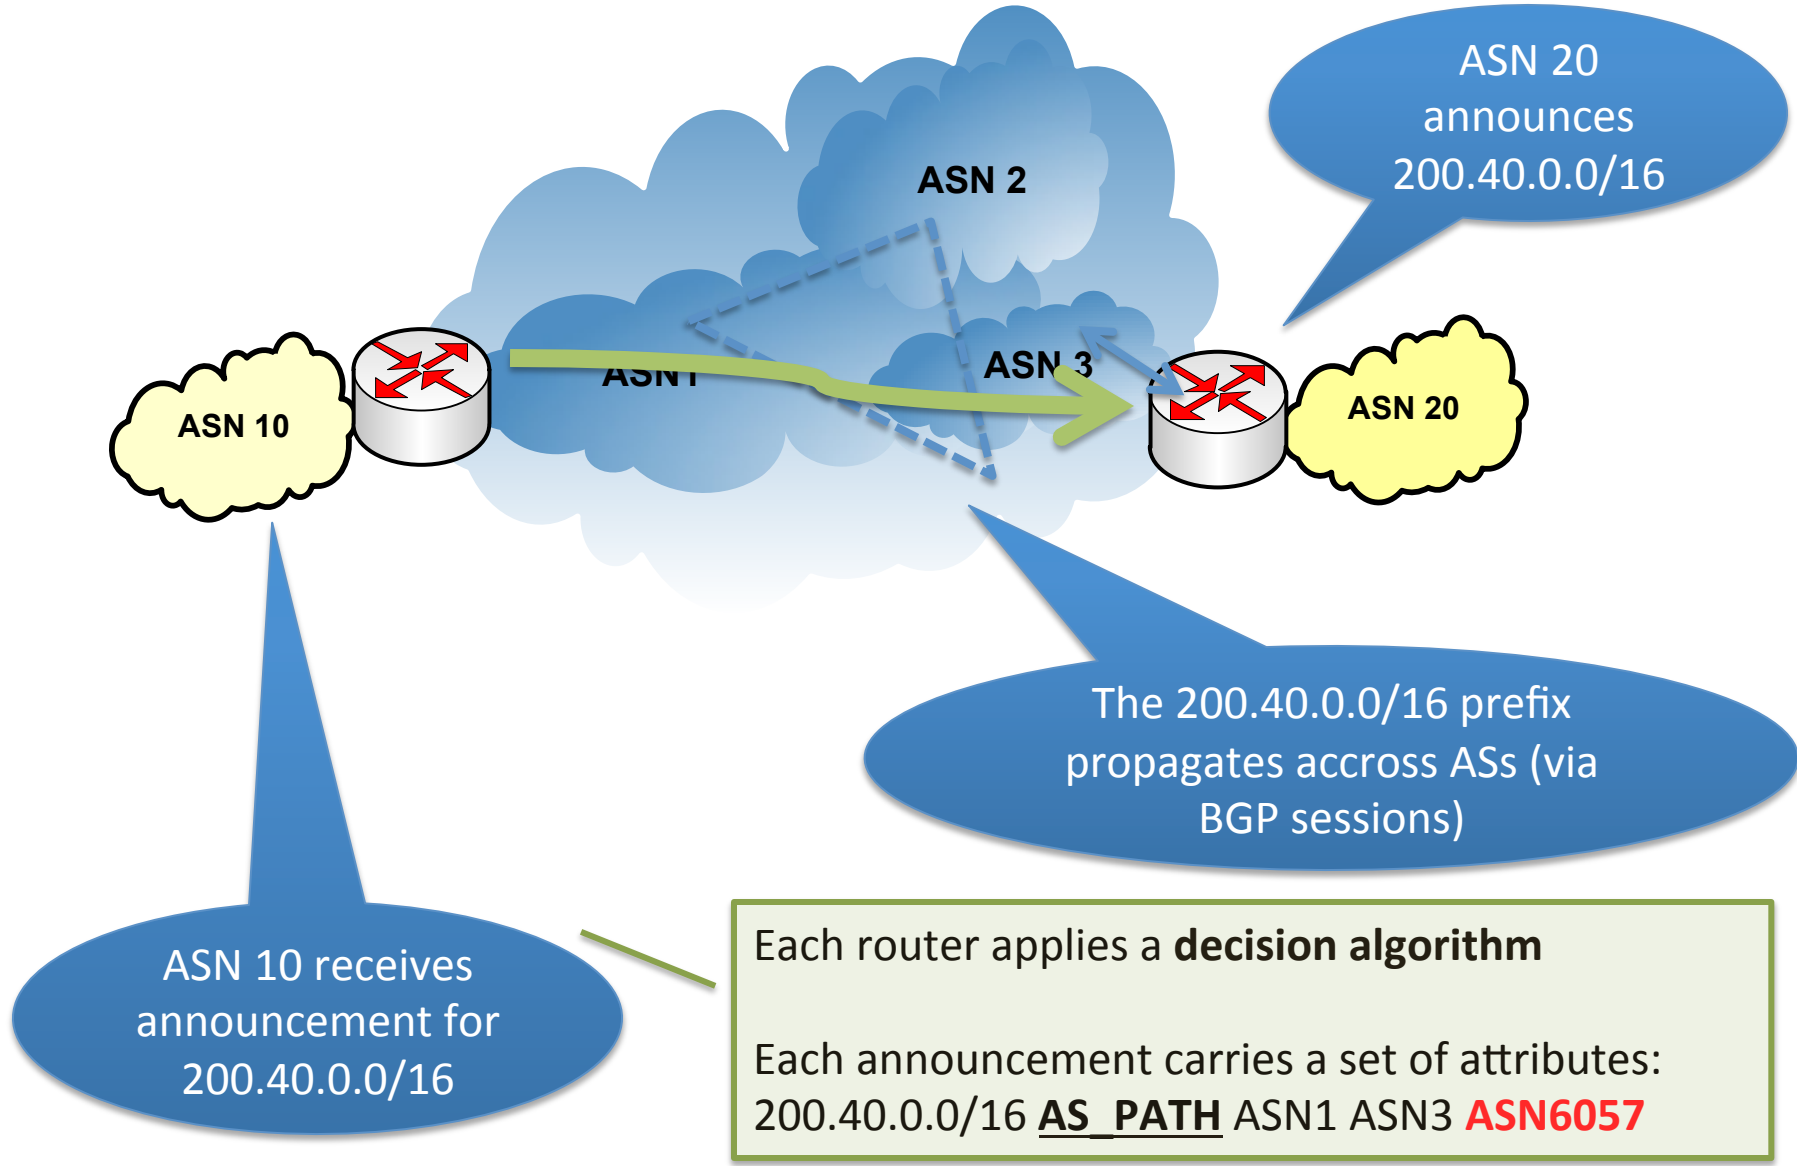 ASN 20
announces
200.40.0.0/16
ASN 2
ASN1
ASN 3
ASN 10
ASN 20
The 200.40.0.0/16 prefix
propagates accross ASs (via
BGP sessions)
ASN 10 receives
announcement for
200.40.0.0/16
Each router applies a decision algorithm
Each announcement carries a set of attributes:
200.40.0.0/16 AS_PATH ASN1 ASN3 ASN6057